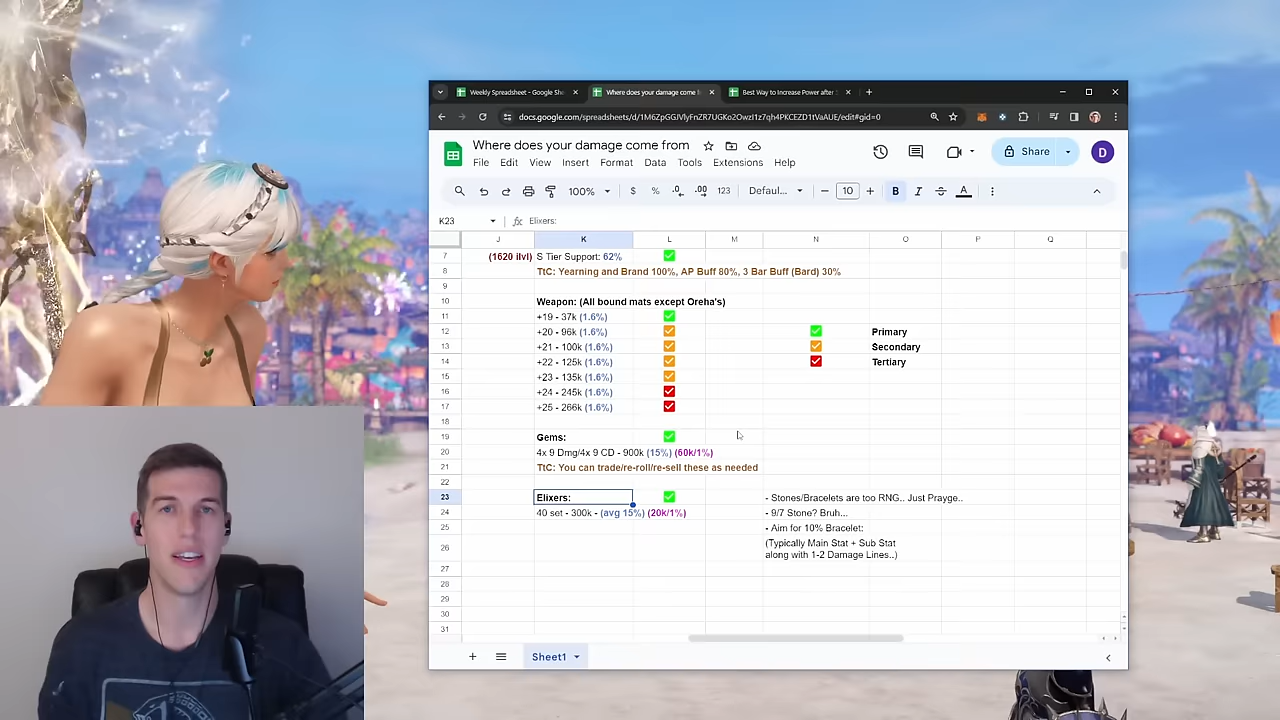 Weekly Spreadsheet - Google She
Where does your damage come f
Best Way to Increase Power after
docs.google.com/spreadsheets/d/1M6ZpGGJVlyFnZR7UGKo2OwzI1z7qh4PKCEZD1tVaAUE/edit#gid=0
Where does your damage come from
File Edit View Insert Format Data Tools Extensions Help
Share
D
100% $ % .0 .00 123 Defaul... - 10 + B I S A
K23 fx Elixers:
J K L M N O P Q
7 (1620 ilvl) S Tier Support: 62%
8 TtC: Yearning and Brand 100%, AP Buff 80%, 3 Bar Buff (Bard) 30%
9
10 Weapon: (All bound mats except Oreha's)
11 +19 - 37k (1.6%)
12 +20 - 96k (1.6%) Primary
13 +21 - 100k (1.6%) Secondary
14 +22 - 125k (1.6%) Tertiary
15 +23 - 135k (1.6%)
16 +24 - 245k (1.6%)
17 +25 - 266k (1.6%)
18
19 Gems:
20 4x 9 Dmg/4x 9 CD - 900k (15%) (60k/1%)
21 TtC: You can trade/re-roll/re-sell these as needed
22
23 Elixers: - Stones/Bracelets are too RNG.. Just Prayge..
24 40 set - 300k - (avg 15%) (20k/1%) - 9/7 Stone? Bruh...
25 - Aim for 10% Bracelet:
26 (Typically Main Stat + Sub Stat
along with 1-2 Damage Lines..)
27
28
29
30
31
Sheet1